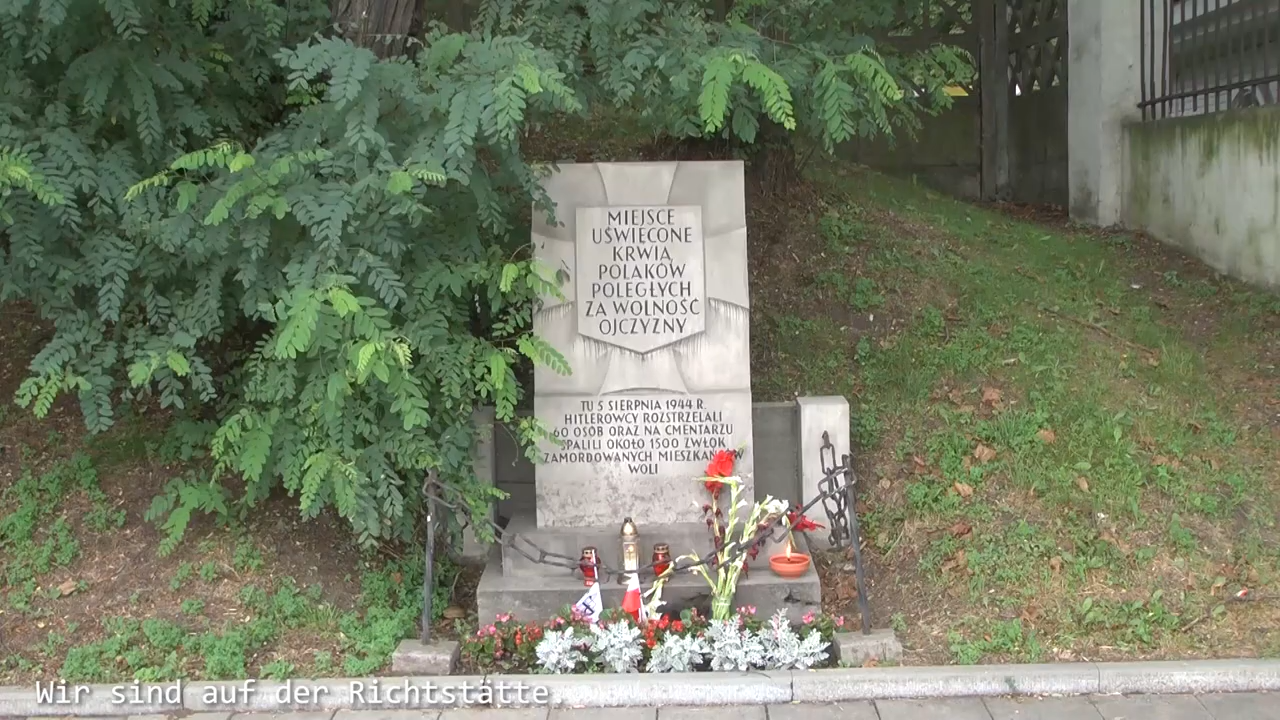 MIEJSCE
UŚWIĘCONE
KRWIĄ
POLAKÓW
POLEGŁYCH
ZA WOLNOŚĆ
OJCZYZNY
TU 5 SIERPNIA 1944 R.
HITLEROWCY ROZSTRZELALI
60 OSÓB ORAZ NA CMENTARZU
SPALILI OKOŁO 1500 ZWŁOK
ZAMORDOWANYCH MIESZKAŃCÓW
WOLI
Wir sind auf der Richtstätte.